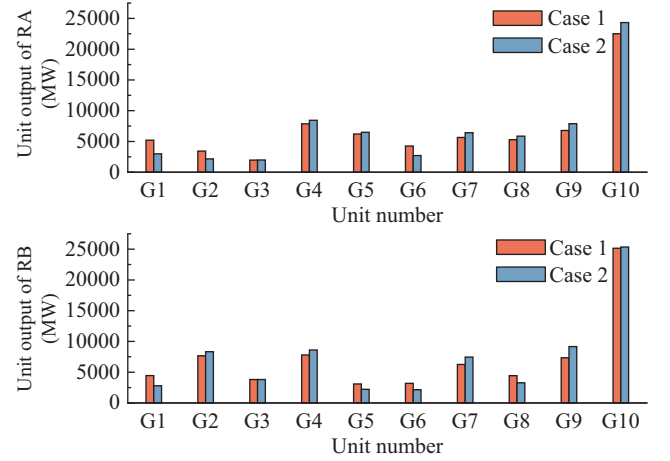 Unit output of RA
(MW)
25000
20000
15000
10000
5000
0
Case 1
Case 2
G1 G2 G3 G4 G5 G6 G7 G8 G9 G10
Unit number
Unit output of RB
(MW)
25000
20000
15000
10000
5000
0
Case 1
Case 2
G1 G2 G3 G4 G5 G6 G7 G8 G9 G10
Unit number